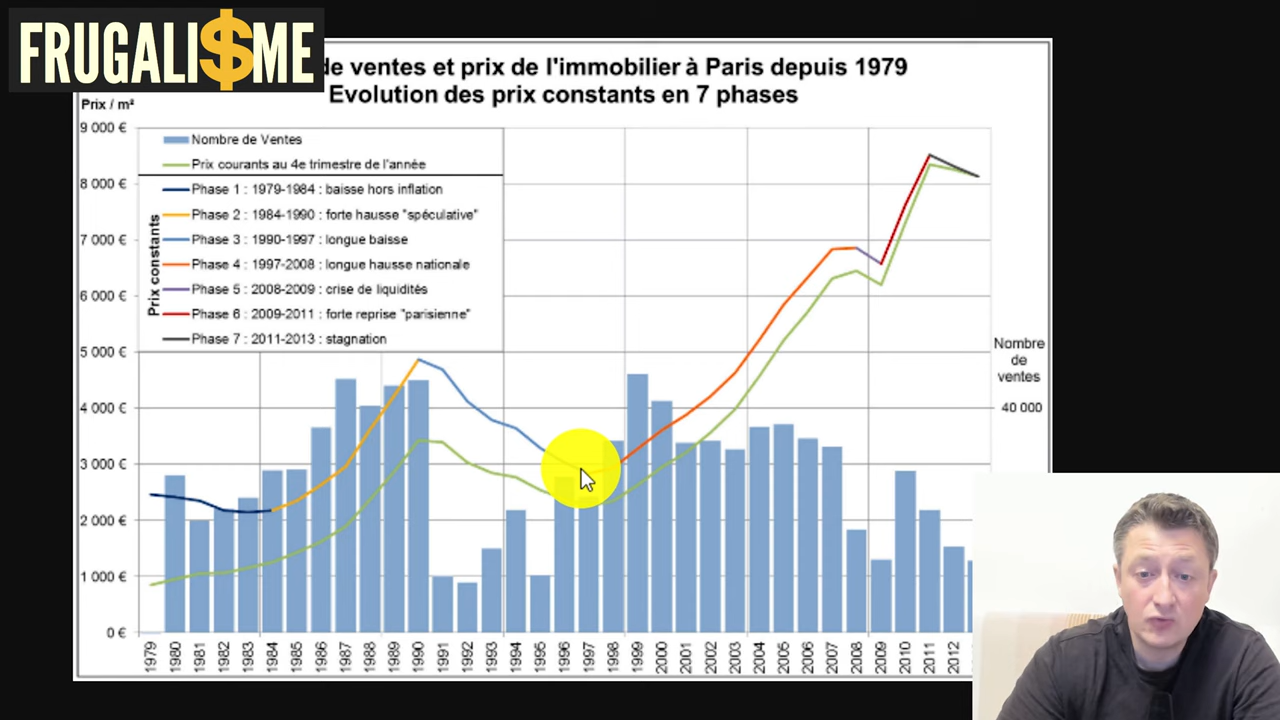 FRUGALI$ME
de ventes et prix de l'immobilier à Paris depuis 1979
Evolution des prix constants en 7 phases
Prix / m²
9 000 €
8 000 €
7 000 €
6 000 €
5 000 €
4 000 €
3 000 €
2 000 €
1 000 €
0 €
Nombre de Ventes
Prix courants au 4e trimestre de l'année
Prix constants
Phase 1 : 1979-1984 : baisse hors inflation
Phase 2 : 1984-1990 : forte hausse "spéculative"
Phase 3 : 1990-1997 : longue baisse
Phase 4 : 1997-2008 : longue hausse nationale
Phase 5 : 2008-2009 : crise de liquidités
Phase 6 : 2009-2011 : forte reprise "parisienne"
Phase 7 : 2011-2013 : stagnation
Nombre
de
ventes
40 000
1979 1980 1981 1982 1983 1984 1985 1986 1987 1988 1989 1990 1991 1992 1993 1994 1995 1996 1997 1998 1999 2000 2001 2002 2003 2004 2005 2006 2007 2008 2009 2010 2011 2012